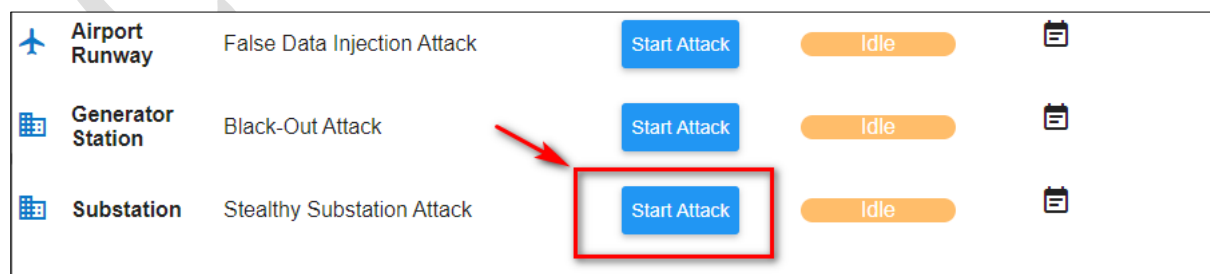 Airport
Runway
False Data Injection Attack
Start Attack
Idle
Generator
Station
Black-Out Attack
Start Attack
Idle
Substation
Stealthy Substation Attack
Start Attack
Idle